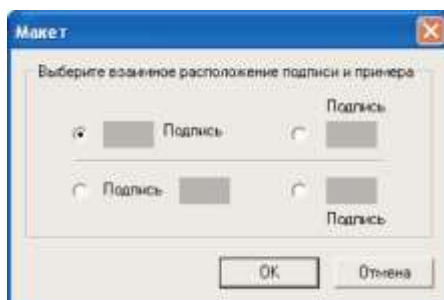 Макет
Выберите взаимное расположение подписи и примера
Подпись
Подпись
Подпись
Подпись
OK
Отмена